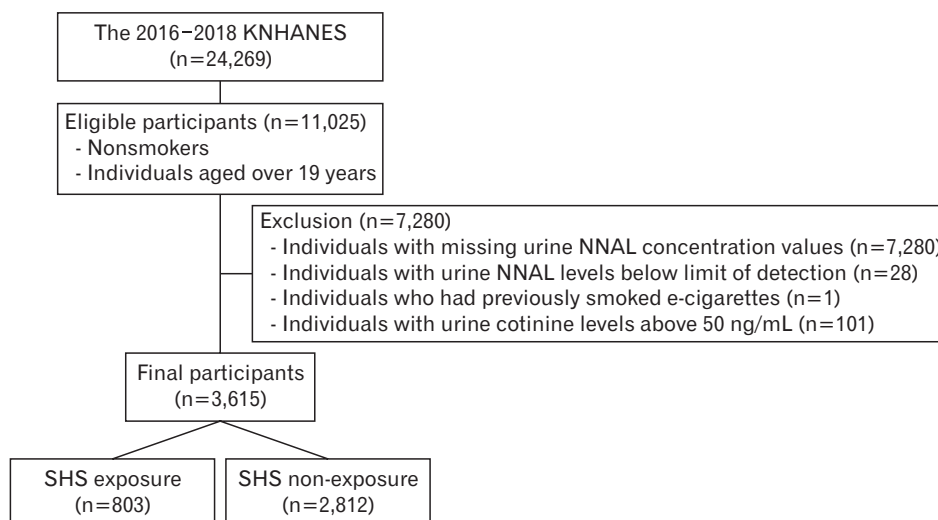 The 2016–2018 KNHANES
(n=24,269)
Eligible participants (n=11,025)
- Nonsmokers
- Individuals aged over 19 years
Exclusion (n=7,280)
- Individuals with missing urine NNAL concentration values (n=7,280)
- Individuals with urine NNAL levels below limit of detection (n=28)
- Individuals who had previously smoked e-cigarettes (n=1)
- Individuals with urine cotinine levels above 50 ng/mL (n=101)
Final participants
(n=3,615)
SHS exposure
(n=803)
SHS non-exposure
(n=2,812)